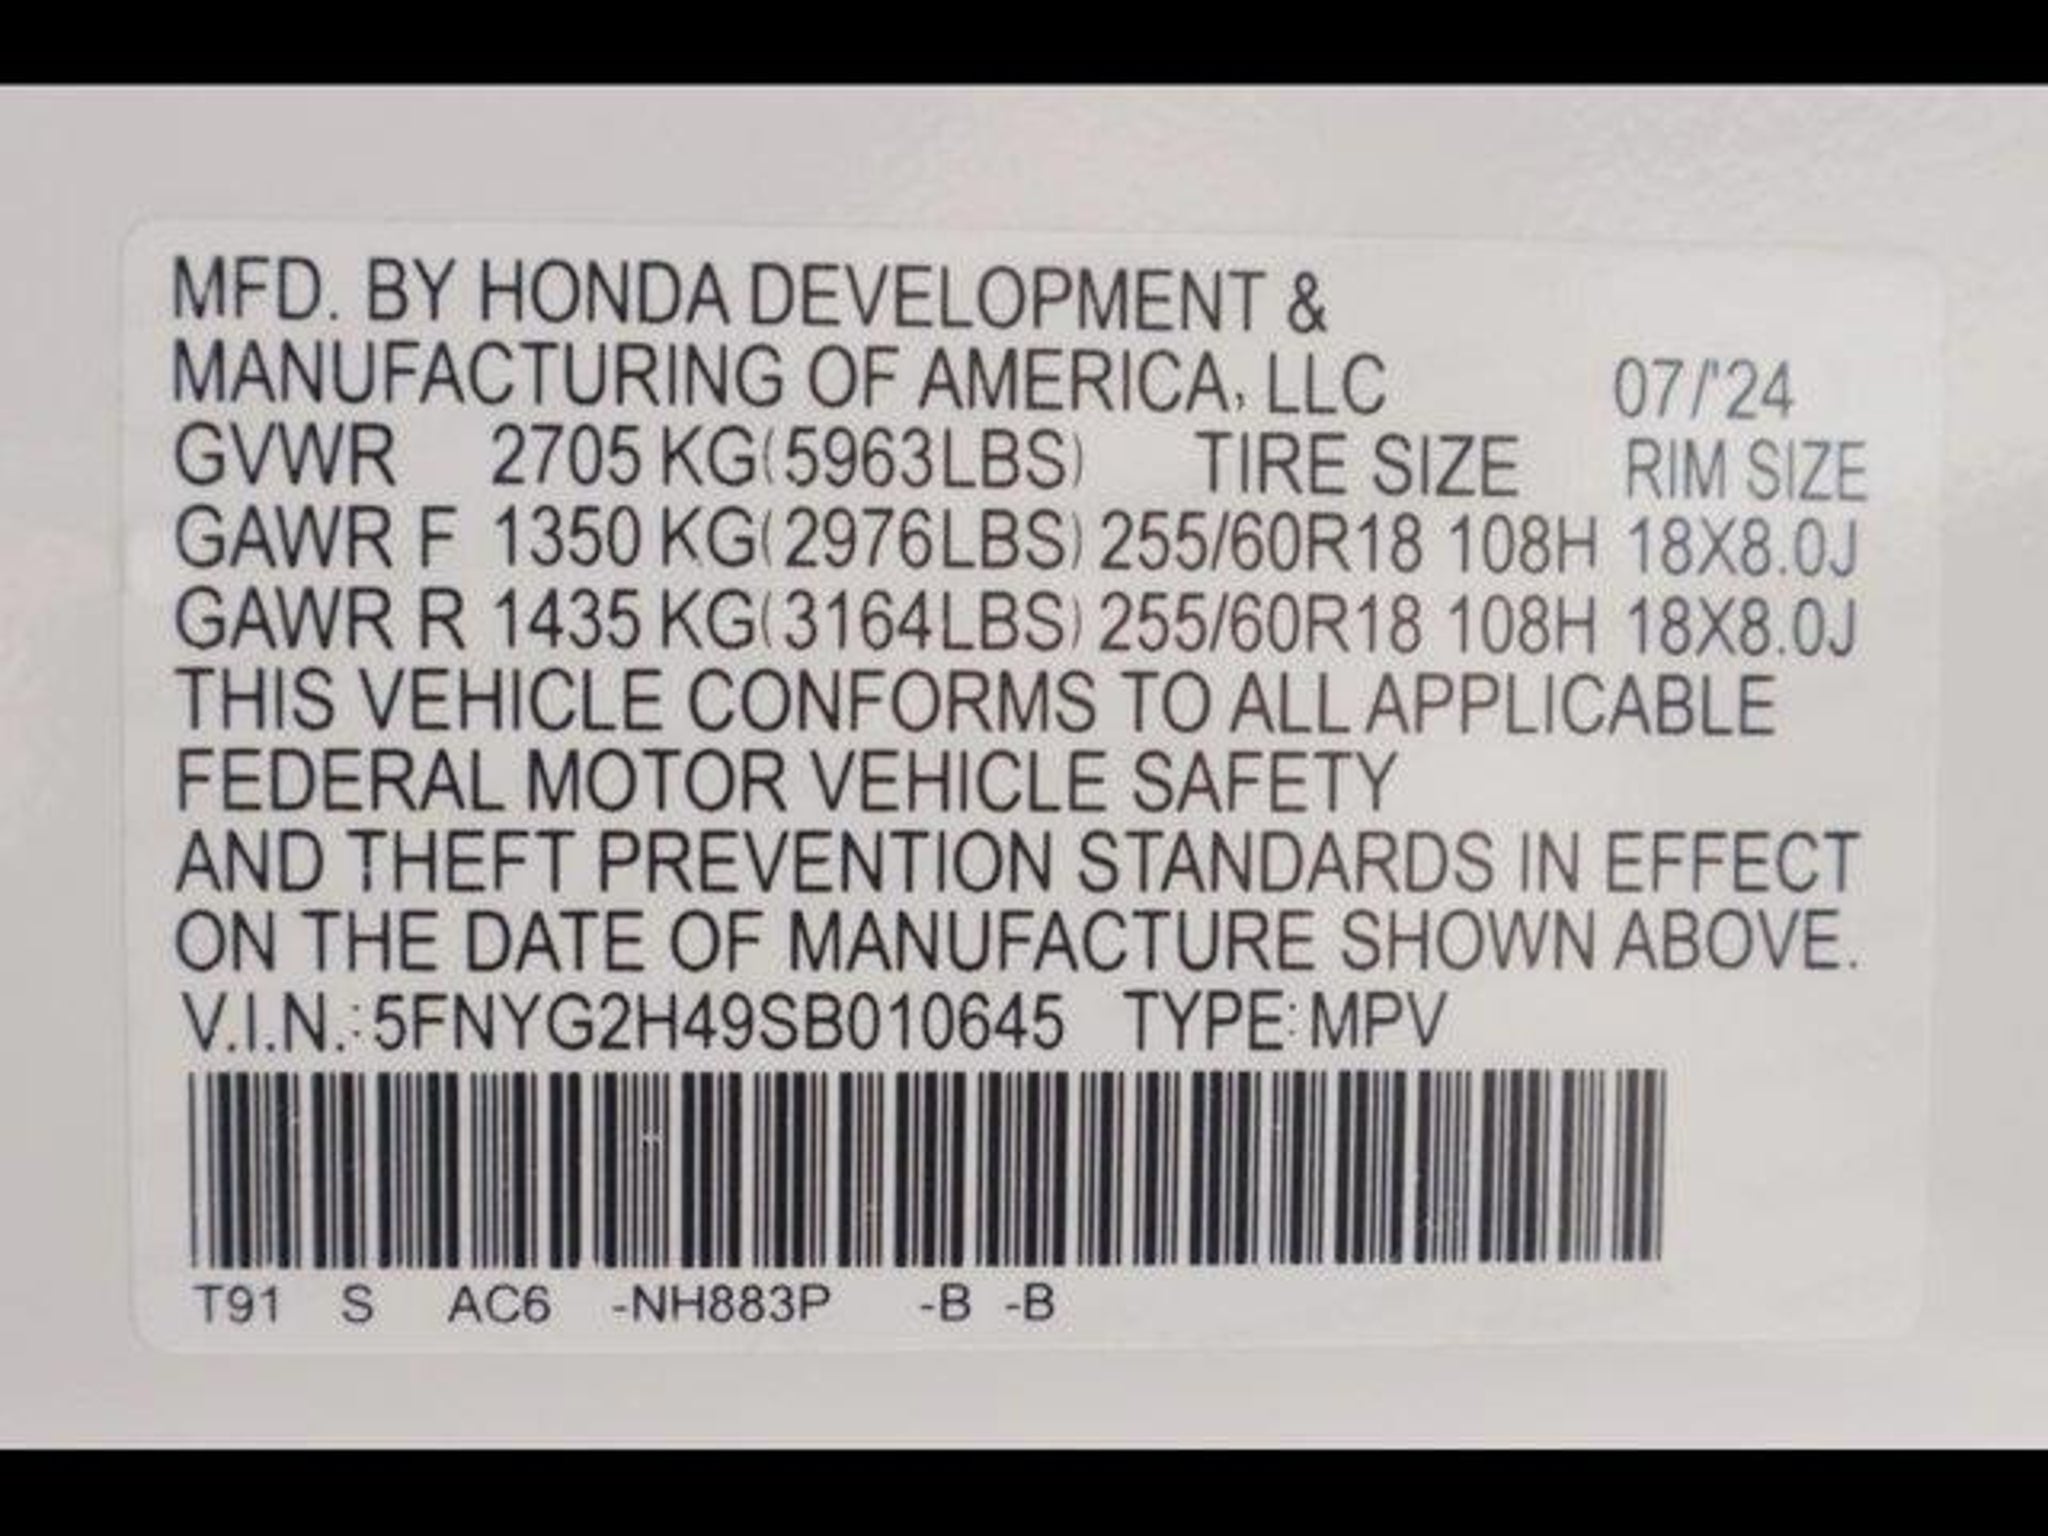 MFD. BY HONDA DEVELOPMENT &
MANUFACTURING OF AMERICA, LLC 07/'24
GVWR 2705 KG(5963LBS) TIRE SIZE RIM SIZE
GAWR F 1350 KG(2976LBS) 255/60R18 108H 18X8.0J
GAWR R 1435 KG(3164LBS) 255/60R18 108H 18X8.0J
THIS VEHICLE CONFORMS TO ALL APPLICABLE
FEDERAL MOTOR VEHICLE SAFETY
AND THEFT PREVENTION STANDARDS IN EFFECT
ON THE DATE OF MANUFACTURE SHOWN ABOVE.
V.I.N.: 5FNYG2H49SB010645 TYPE: MPV
T91 S AC6 -NH883P -B -B